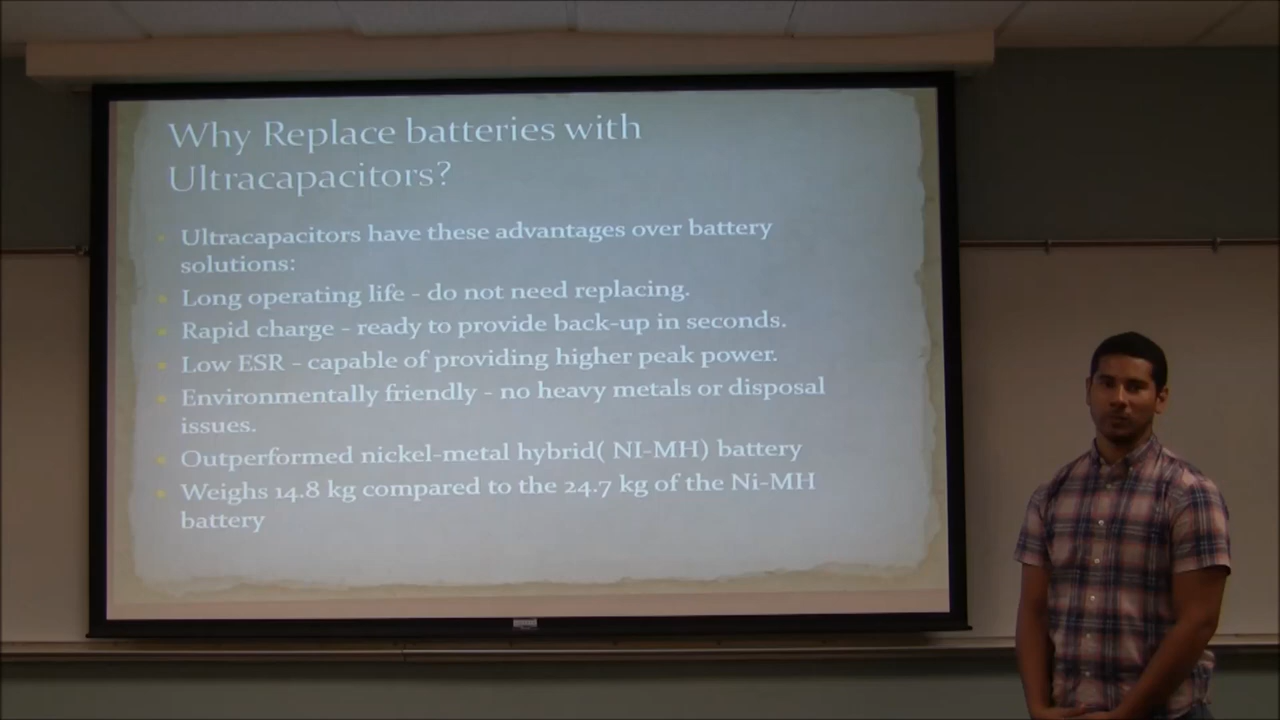 Why Replace batteries with
Ultracapacitors?
Ultracapacitors have these advantages over battery
solutions:
Long operating life - do not need replacing.
Rapid charge - ready to provide back-up in seconds.
Low ESR - capable of providing higher peak power.
Environmentally friendly - no heavy metals or disposal
issues.
Outperformed nickel-metal hybrid( NI-MH) battery
Weighs 14.8 kg compared to the 24.7 kg of the Ni-MH
battery